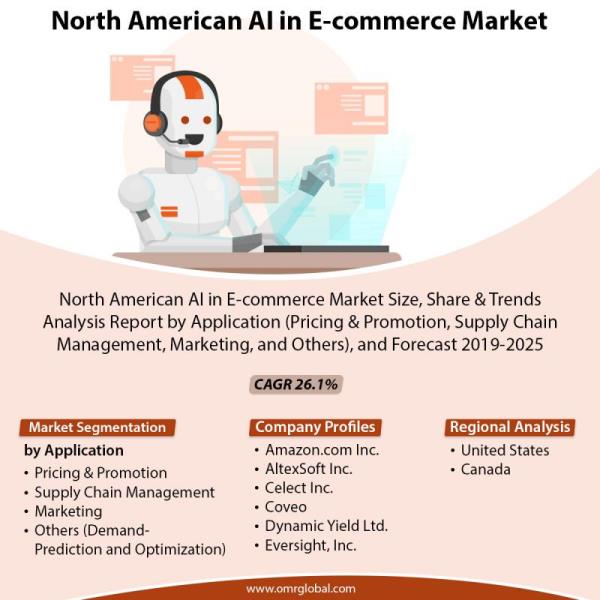 North American AI in E-commerce Market
North American AI in E-commerce Market Size, Share & Trends
Analysis Report by Application (Pricing & Promotion, Supply Chain
Management, Marketing, and Others), and Forecast 2019-2025
CAGR 26.1%
Market Segmentation
by Application
• Pricing & Promotion
• Supply Chain Management
• Marketing
• Others (Demand-
Prediction and Optimization)
Company Profiles
• Amazon.com Inc.
• AltexSoft Inc.
• Celect Inc.
• Coveo
• Dynamic Yield Ltd.
• Eversight, Inc.
Regional Analysis
• United States
• Canada
www.omrglobal.com